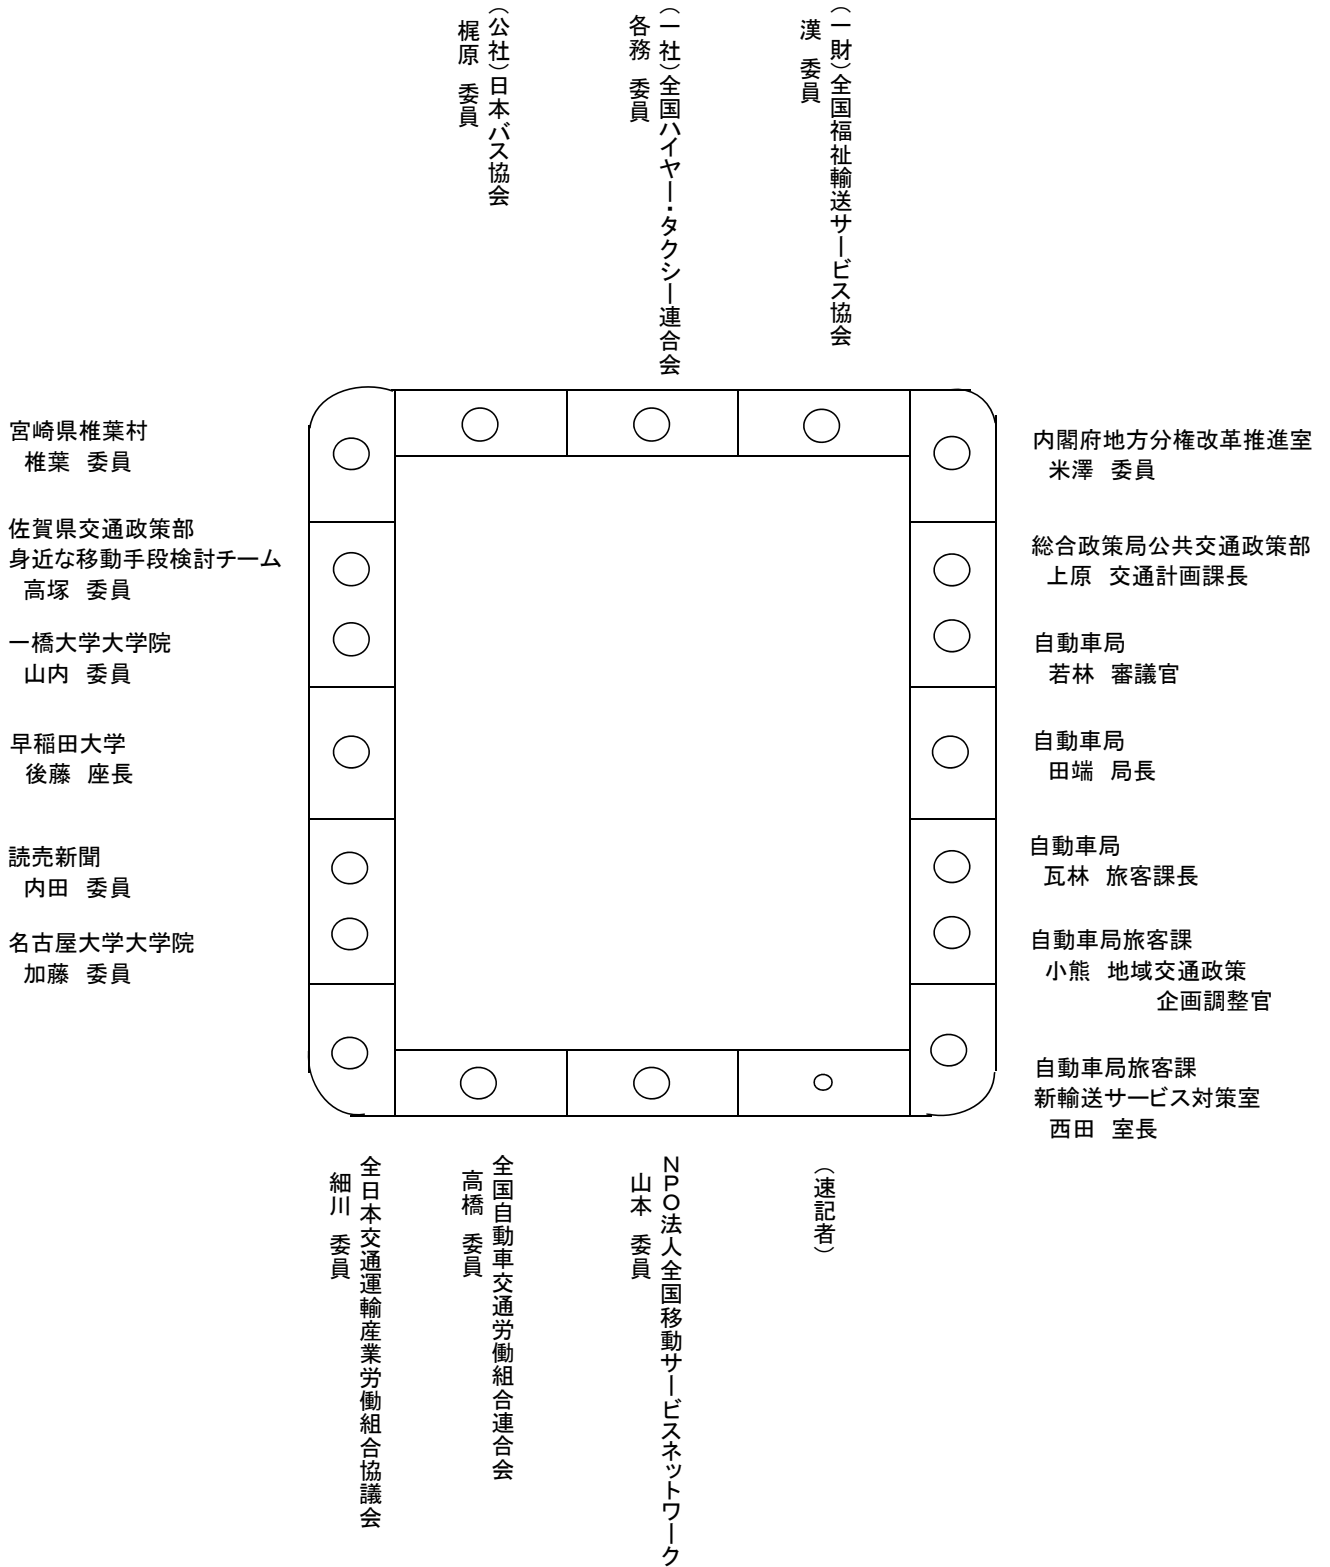 （公社）日本バス協会
梶原　委員
（一社）全国ハイヤー・タクシー連合会
各務　委員
（一財）全国福祉輸送サービス協会
漢　委員
宮崎県椎葉村
椎葉　委員
佐賀県交通政策部
身近な移動手段検討チーム
高塚　委員
一橋大学大学院
山内　委員
早稲田大学
後藤　座長
読売新聞
内田　委員
名古屋大学大学院
加藤　委員
内閣府地方分権改革推進室
米澤　委員
総合政策局公共交通政策部
上原　交通計画課長
自動車局
若林　審議官
自動車局
田端　局長
自動車局
瓦林　旅客課長
自動車局旅客課
小熊　地域交通政策
企画調整官
自動車局旅客課
新輸送サービス対策室
西田　室長
全日本交通運輸産業労働組合協議会
細川　委員
全国自動車交通労働組合連合会
高橋　委員
ＮＰＯ法人全国移動サービスネットワーク
山本　委員
（速記者）